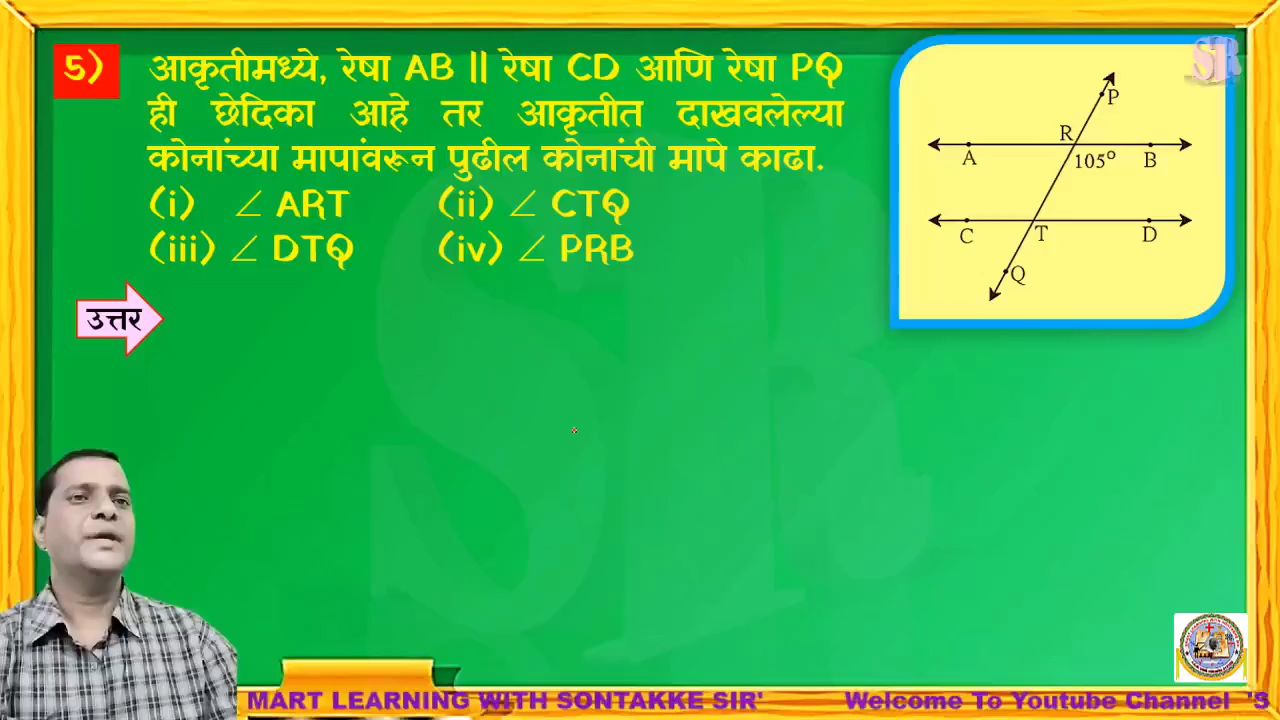 5)
आकृतीमध्ये, रेषा AB || रेषा CD आणि रेषा PQ
ही छेदिका आहे तर आकृतीत दाखवलेल्या
कोनांच्या मापांवरून पुढील कोनांची मापे काढा.
(i) ∠ ART (ii) ∠ CTQ
(iii) ∠ DTQ (iv) ∠ PRB
उत्तर
SR
P
R
A 105° B
C T D
Q
MART LEARNING WITH SONTAKKE SIR' Welcome To Youtube Channel 'S